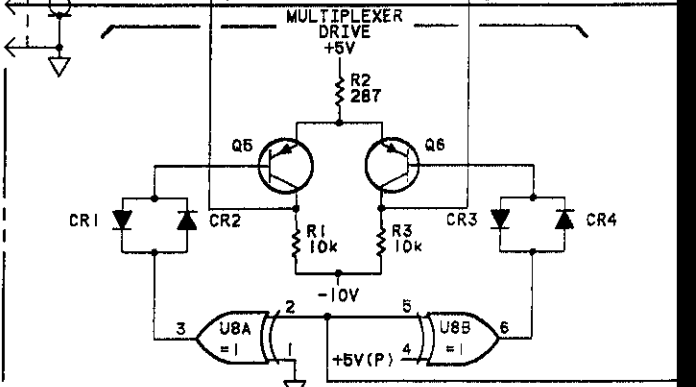 MULTIPLEXER
DRIVE
+5V
R2
287
Q5
Q6
CR1
CR2
R1
10k
R3
10k
CR3
CR4
-10V
3
U8A
=1
2
1
5
4
+5V(P)
U8B
=1
6